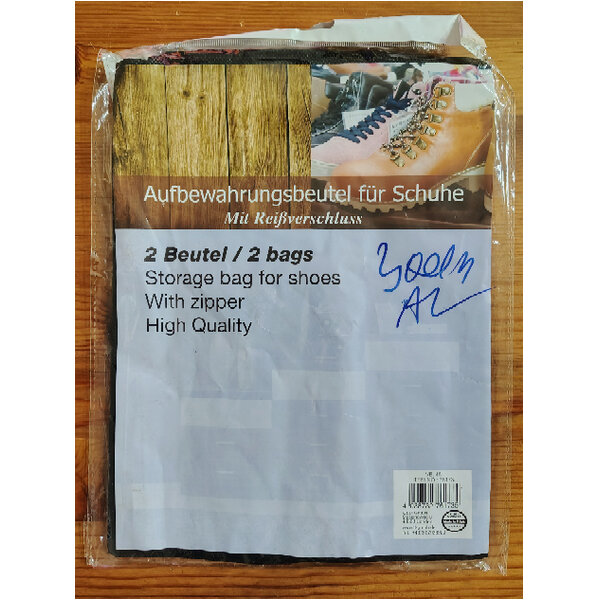 Aufbewahrungsbeutel für Schuhe
Mit Reißverschluss
2 Beutel / 2 bags
Storage bag for shoes
With zipper
High Quality